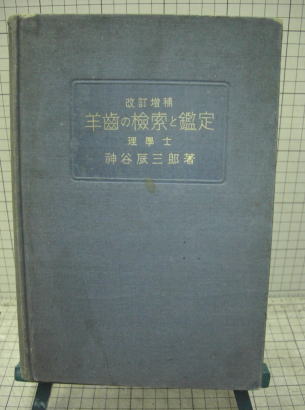 改訂増補
羊齒の檢索と鑑定
理學士
神谷辰三郎著